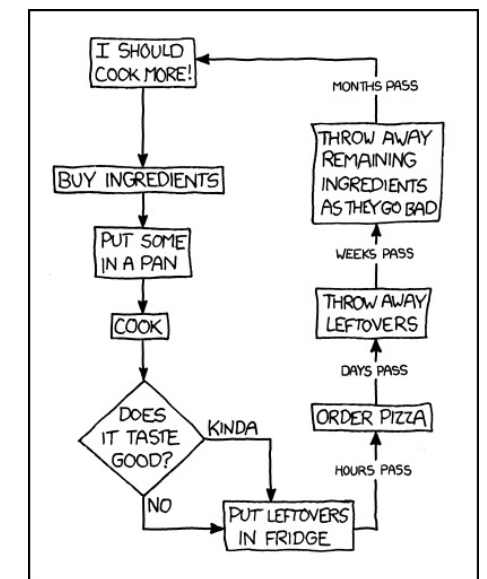 I SHOULD
COOK MORE!
BUY INGREDIENTS
PUT SOME
IN A PAN
COOK
DOES
IT TASTE
GOOD?
KINDA
NO
PUT LEFTOVERS
IN FRIDGE
HOURS PASS
ORDER PIZZA
DAYS PASS
THROW AWAY
LEFTOVERS
WEEKS PASS
THROW AWAY
REMAINING
INGREDIENTS
AS THEY GO BAD
MONTHS PASS